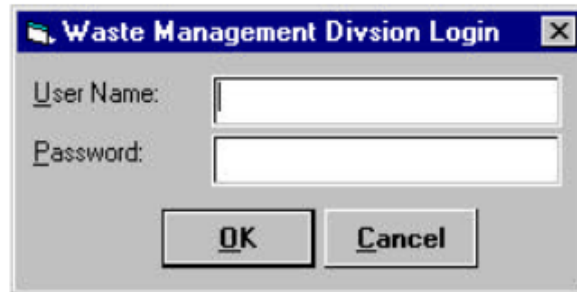 Waste Management Divsion Login
User Name:
Password:
OK
Cancel